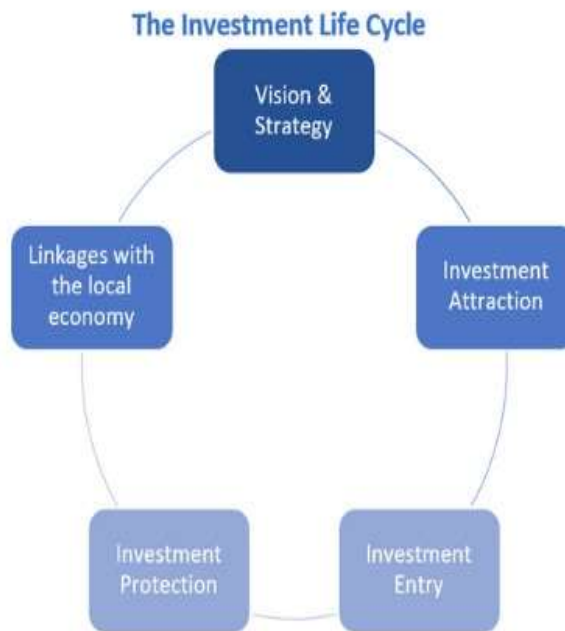 The Investment Life Cycle
Vision &
Strategy
Linkages with
the local
economy
Investment
Attraction
Investment
Protection
Investment
Entry